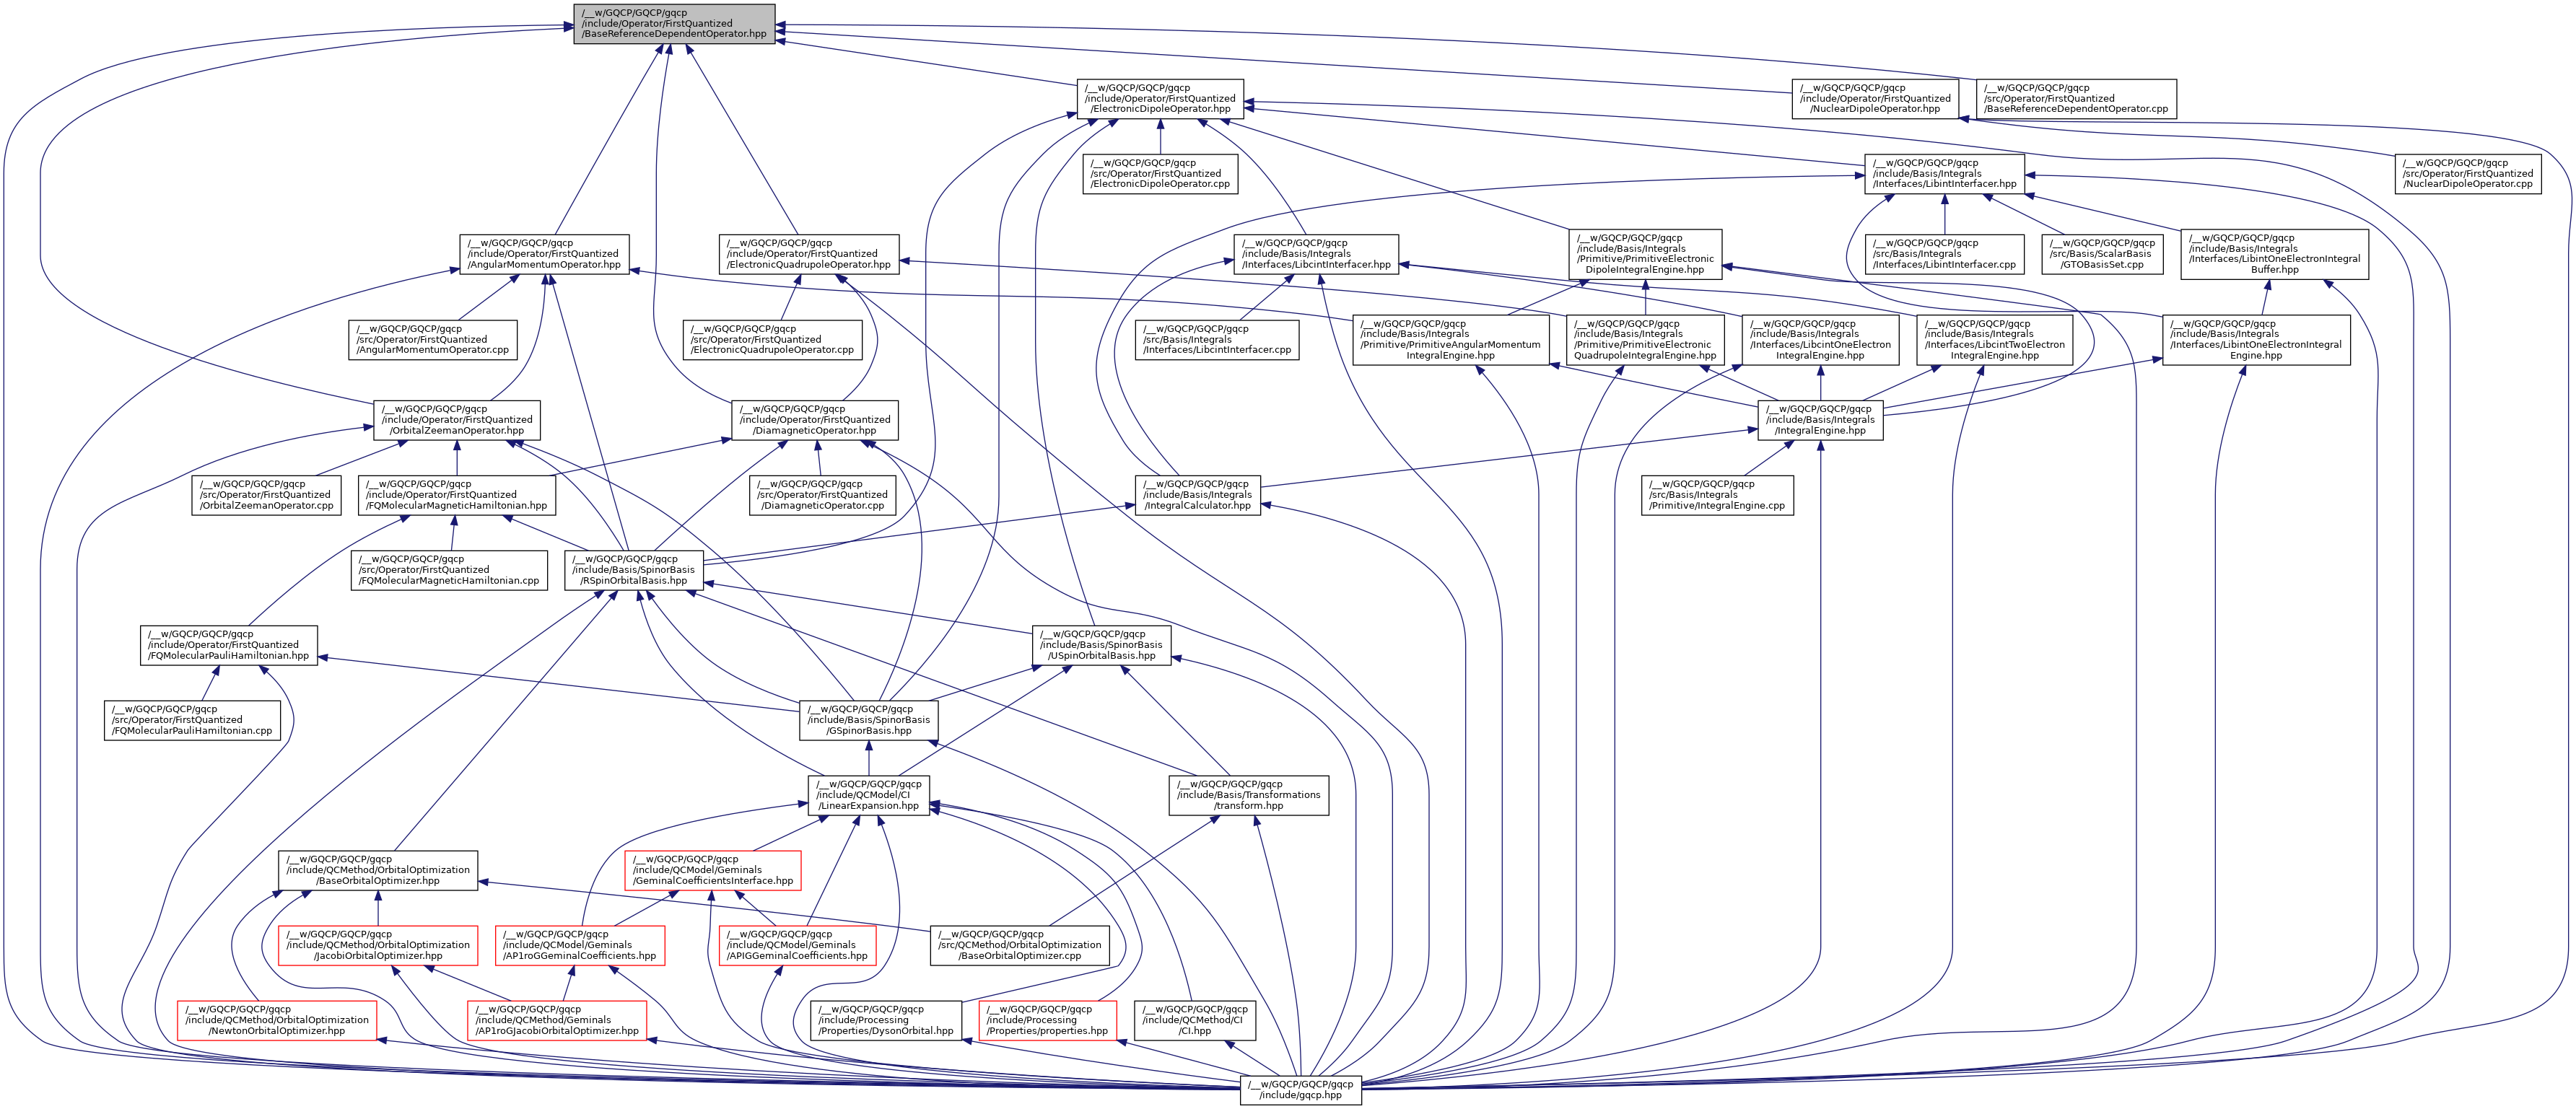 /__w/GQCP/GQCP/gqcp
/include/Operator/FirstQuantized
/BaseReferenceDependentOperator.hpp
/__w/GQCP/GQCP/gqcp
/include/Operator/FirstQuantized
/ElectronicDipoleOperator.hpp
/__w/GQCP/GQCP/gqcp
/include/Operator/FirstQuantized
/NuclearDipoleOperator.hpp
/__w/GQCP/GQCP/gqcp
/src/Operator/FirstQuantized
/BaseReferenceDependentOperator.cpp
/__w/GQCP/GQCP/gqcp
/src/Operator/FirstQuantized
/ElectronicDipoleOperator.cpp
/__w/GQCP/GQCP/gqcp
/include/Basis/Integrals
/Interfaces/LibintInterfacer.hpp
/__w/GQCP/GQCP/gqcp
/src/Operator/FirstQuantized
/NuclearDipoleOperator.cpp
/__w/GQCP/GQCP/gqcp
/include/Operator/FirstQuantized
/AngularMomentumOperator.hpp
/__w/GQCP/GQCP/gqcp
/include/Operator/FirstQuantized
/ElectronicQuadrupoleOperator.hpp
/__w/GQCP/GQCP/gqcp
/include/Basis/Integrals
/Interfaces/LibcintInterfacer.hpp
/__w/GQCP/GQCP/gqcp
/include/Basis/Integrals
/Primitive/PrimitiveElectronic
DipoleIntegralEngine.hpp
/__w/GQCP/GQCP/gqcp
/src/Basis/Integrals
/Interfaces/LibintInterfacer.cpp
/__w/GQCP/GQCP/gqcp
/src/Basis/ScalarBasis
/GTOBasisSet.cpp
/__w/GQCP/GQCP/gqcp
/include/Basis/Integrals
/Interfaces/LibintOneElectronIntegral
Buffer.hpp
/__w/GQCP/GQCP/gqcp
/src/Operator/FirstQuantized
/AngularMomentumOperator.cpp
/__w/GQCP/GQCP/gqcp
/src/Operator/FirstQuantized
/ElectronicQuadrupoleOperator.cpp
/__w/GQCP/GQCP/gqcp
/src/Basis/Integrals
/Interfaces/LibcintInterfacer.cpp
/__w/GQCP/GQCP/gqcp
/include/Basis/Integrals
/Primitive/PrimitiveAngularMomentum
IntegralEngine.hpp
/__w/GQCP/GQCP/gqcp
/include/Basis/Integrals
/Primitive/PrimitiveElectronic
QuadrupoleIntegralEngine.hpp
/__w/GQCP/GQCP/gqcp
/include/Basis/Integrals
/Interfaces/LibcintOneElectron
IntegralEngine.hpp
/__w/GQCP/GQCP/gqcp
/include/Basis/Integrals
/Interfaces/LibcintTwoElectron
IntegralEngine.hpp
/__w/GQCP/GQCP/gqcp
/include/Basis/Integrals
/Interfaces/LibintOneElectronIntegral
Engine.hpp
/__w/GQCP/GQCP/gqcp
/include/Operator/FirstQuantized
/OrbitalZeemanOperator.hpp
/__w/GQCP/GQCP/gqcp
/include/Operator/FirstQuantized
/DiamagneticOperator.hpp
/__w/GQCP/GQCP/gqcp
/include/Basis/Integrals
/IntegralEngine.hpp
/__w/GQCP/GQCP/gqcp
/src/Operator/FirstQuantized
/OrbitalZeemanOperator.cpp
/__w/GQCP/GQCP/gqcp
/include/Operator/FirstQuantized
/FQMolecularMagneticHamiltonian.hpp
/__w/GQCP/GQCP/gqcp
/src/Operator/FirstQuantized
/DiamagneticOperator.cpp
/__w/GQCP/GQCP/gqcp
/include/Basis/Integrals
/IntegralCalculator.hpp
/__w/GQCP/GQCP/gqcp
/src/Basis/Integrals
/Primitive/IntegralEngine.cpp
/__w/GQCP/GQCP/gqcp
/src/Operator/FirstQuantized
/FQMolecularMagneticHamiltonian.cpp
/__w/GQCP/GQCP/gqcp
/include/Basis/SpinorBasis
/RSpinOrbitalBasis.hpp
/__w/GQCP/GQCP/gqcp
/include/Operator/FirstQuantized
/FQMolecularPauliHamiltonian.hpp
/__w/GQCP/GQCP/gqcp
/include/Basis/SpinorBasis
/USpinOrbitalBasis.hpp
/__w/GQCP/GQCP/gqcp
/src/Operator/FirstQuantized
/FQMolecularPauliHamiltonian.cpp
/__w/GQCP/GQCP/gqcp
/include/Basis/SpinorBasis
/GSpinorBasis.hpp
/__w/GQCP/GQCP/gqcp
/include/QCModel/CI
/LinearExpansion.hpp
/__w/GQCP/GQCP/gqcp
/include/Basis/Transformations
/transform.hpp
/__w/GQCP/GQCP/gqcp
/include/QCMethod/OrbitalOptimization
/BaseOrbitalOptimizer.hpp
/__w/GQCP/GQCP/gqcp
/include/QCModel/Geminals
/GeminalCoefficientsInterface.hpp
/__w/GQCP/GQCP/gqcp
/include/QCMethod/OrbitalOptimization
/JacobiOrbitalOptimizer.hpp
/__w/GQCP/GQCP/gqcp
/include/QCModel/Geminals
/AP1roGGeminalCoefficients.hpp
/__w/GQCP/GQCP/gqcp
/include/QCModel/Geminals
/APIGGeminalCoefficients.hpp
/__w/GQCP/GQCP/gqcp
/src/QCMethod/OrbitalOptimization
/BaseOrbitalOptimizer.cpp
/__w/GQCP/GQCP/gqcp
/include/QCMethod/OrbitalOptimization
/NewtonOrbitalOptimizer.hpp
/__w/GQCP/GQCP/gqcp
/include/QCMethod/Geminals
/AP1roGJacobiOrbitalOptimizer.hpp
/__w/GQCP/GQCP/gqcp
/include/Processing
/Properties/DysonOrbital.hpp
/__w/GQCP/GQCP/gqcp
/include/Processing
/Properties/properties.hpp
/__w/GQCP/GQCP/gqcp
/include/QCMethod/CI
/CI.hpp
/__w/GQCP/GQCP/gqcp
/include/gqcp.hpp